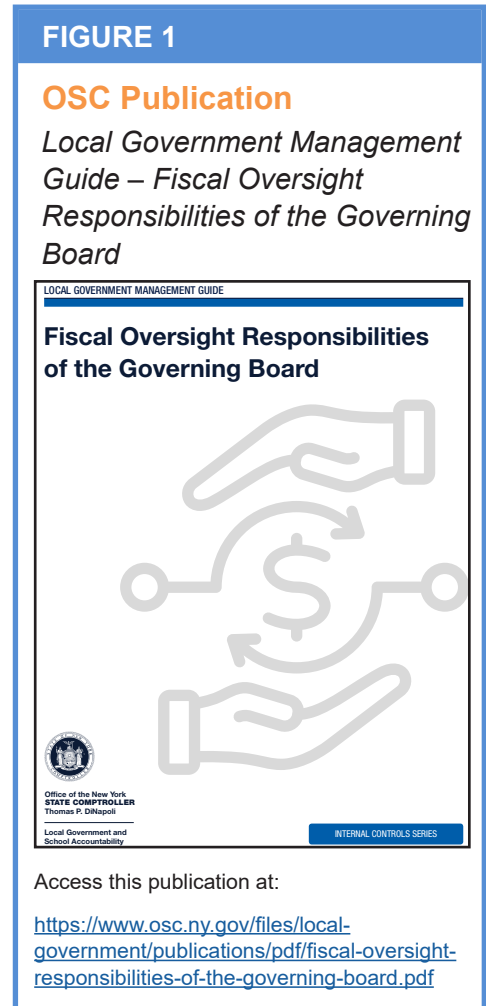 FIGURE 1
OSC Publication
Local Government Management
Guide – Fiscal Oversight
Responsibilities of the Governing
Board
LOCAL GOVERNMENT MANAGEMENT GUIDE
Fiscal Oversight Responsibilities
of the Governing Board
$
Office of the New York
STATE COMPTROLLER
Thomas P. DiNapoli
Local Government and
School Accountability
INTERNAL CONTROLS SERIES
Access this publication at:
https://www.osc.ny.gov/files/local-
government/publications/pdf/fiscal-oversight-
responsibilities-of-the-governing-board.pdf